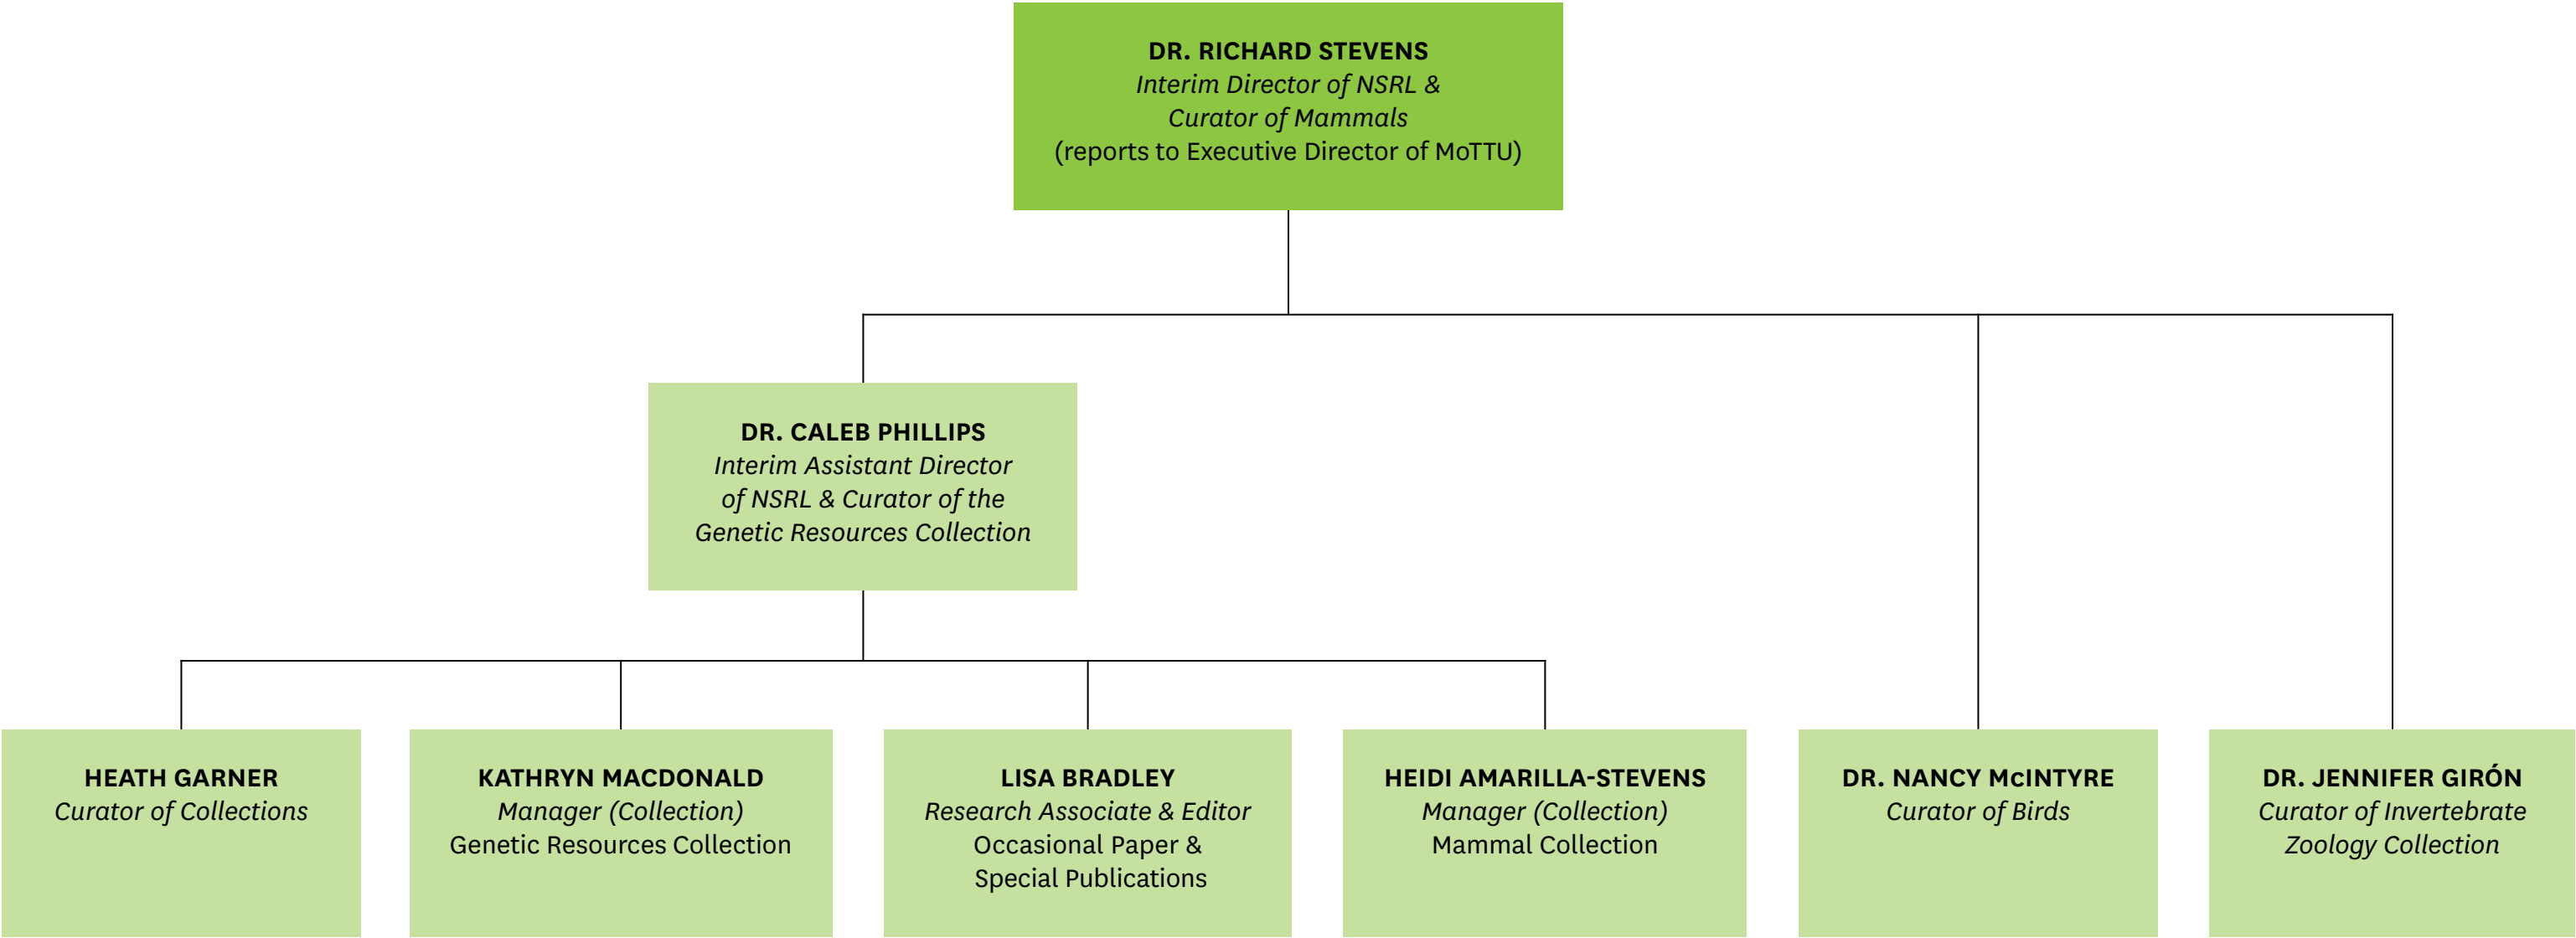 DR. RICHARD STEVENS
Interim Director of NSRL &
Curator of Mammals
(reports to Executive Director of MoTTU)
DR. CALEB PHILLIPS
Interim Assistant Director
of NSRL & Curator of the
Genetic Resources Collection
HEATH GARNER
Curator of Collections
KATHRYN MACDONALD
Manager (Collection)
Genetic Resources Collection
LISA BRADLEY
Research Associate & Editor
Occasional Paper &
Special Publications
HEIDI AMARILLA-STEVENS
Manager (Collection)
Mammal Collection
DR. NANCY McINTYRE
Curator of Birds
DR. JENNIFER GIRÓN
Curator of Invertebrate
Zoology Collection